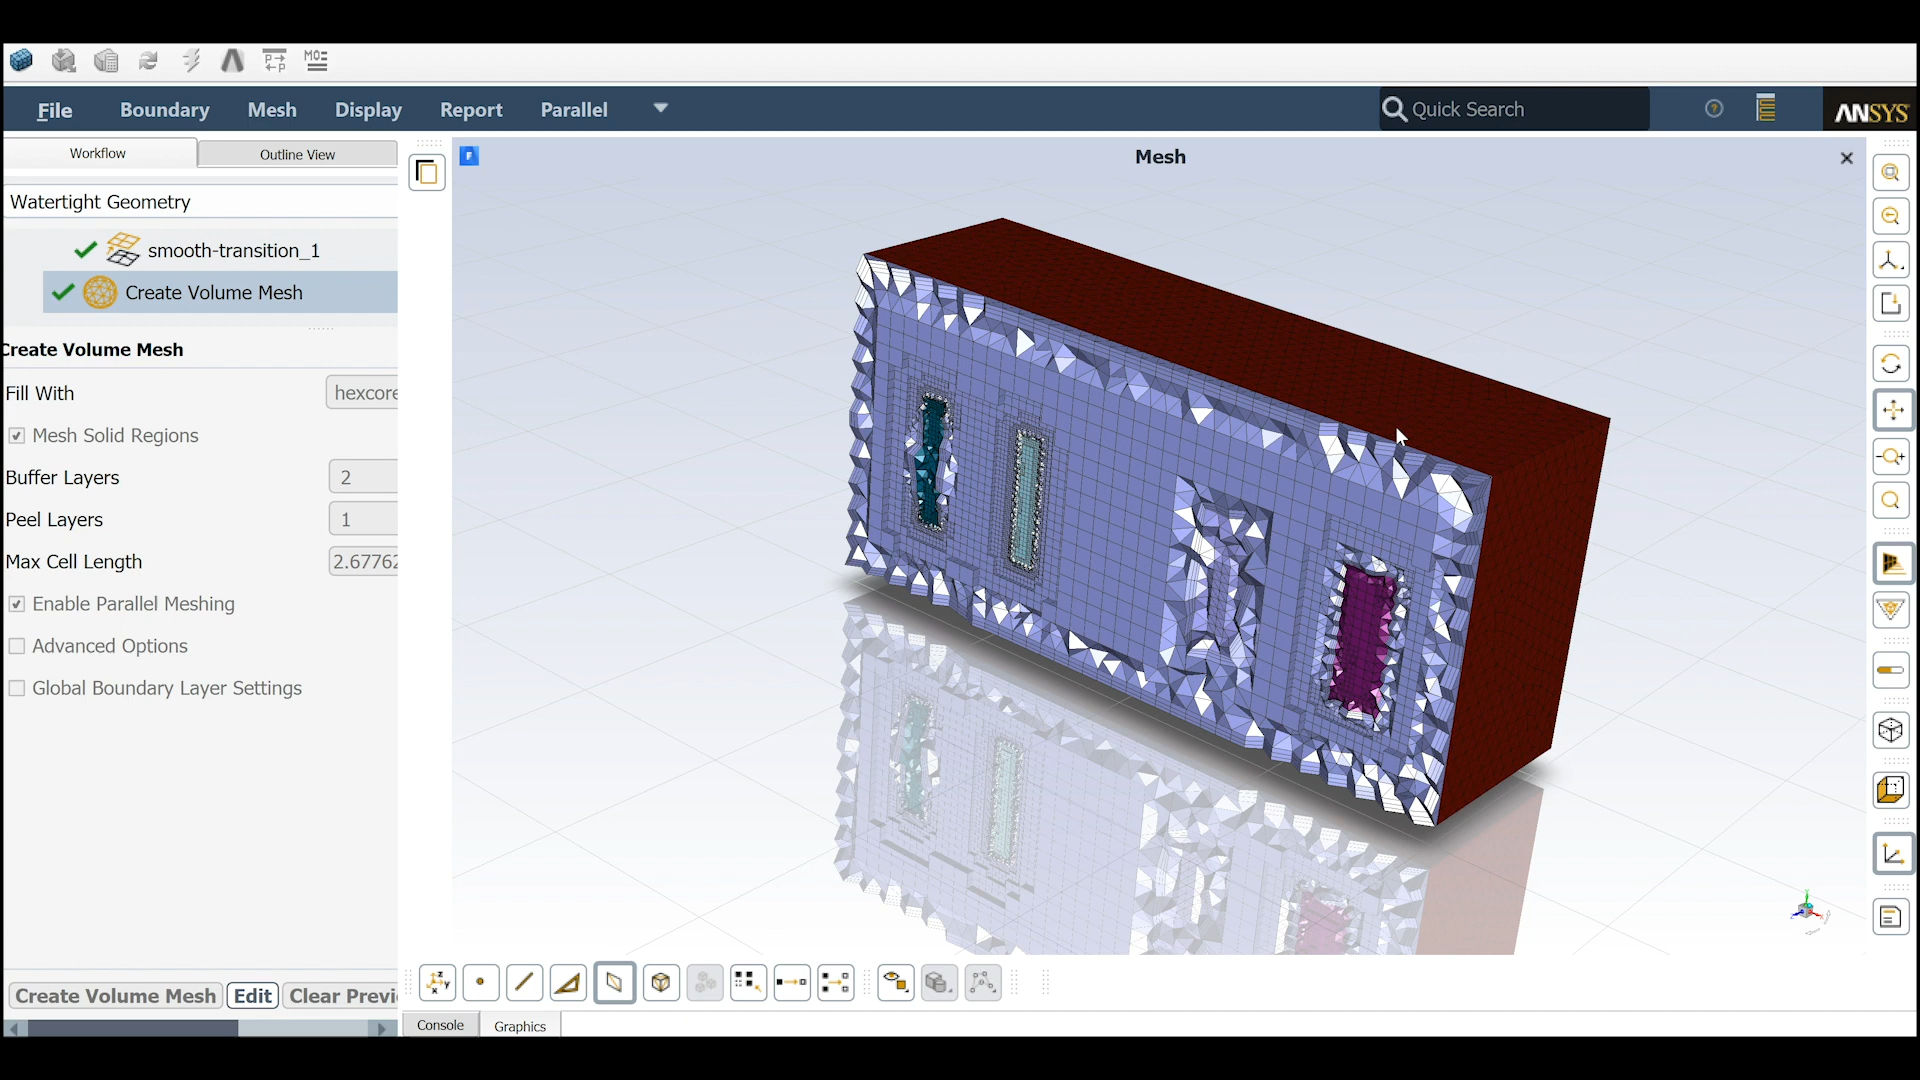 MO
P
P
File Boundary Mesh Display Report Parallel Quick Search ? ANSYS
Workflow Outline View
F Mesh
Watertight Geometry
smooth-transition_1
Create Volume Mesh
Create Volume Mesh
Fill With hexcore
Mesh Solid Regions
Buffer Layers 2
Peel Layers 1
Max Cell Length 2.67762
Enable Parallel Meshing
Advanced Options
Global Boundary Layer Settings
Create Volume Mesh Edit Clear Previ
Console Graphics